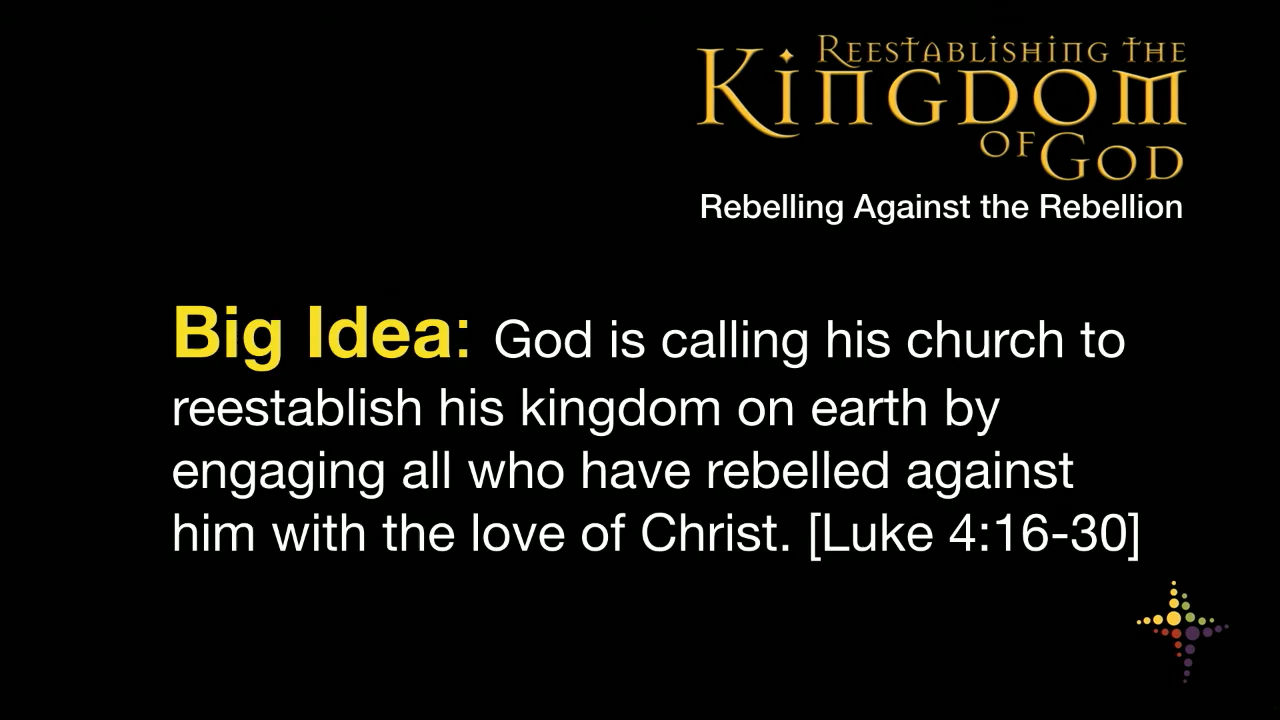 Reestablishing the
Kingdom
of God
Rebelling Against the Rebellion
Big Idea: God is calling his church to
reestablish his kingdom on earth by
engaging all who have rebelled against
him with the love of Christ. [Luke 4:16-30]